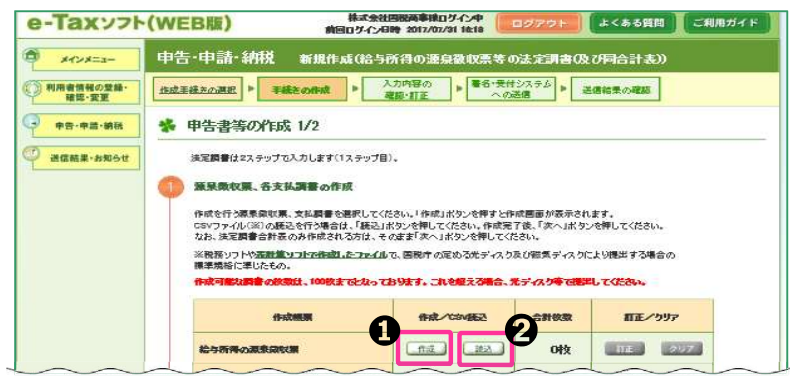 e-Taxソフト(WEB版)
株式会社国税商事様ログイン中
前回ログイン日時 2017/07/31 16:18
ログアウト
よくある質問
ご利用ガイド
メインメニュー
利用者情報の登録・
確認・変更
申告・申請・納税
送信結果・お知らせ
申告・申請・納税 新規作成(給与所得の源泉徴収票等の法定調書(及び同合計表))
作成手続きの選択
手続きの作成
入力内容の
確認・訂正
署名・受付システム
への送信
送信結果の確認
申告書等の作成 1/2
法定調書は2ステップで入力します(1ステップ目)。
1 源泉徴収票、各支払調書の作成
作成を行う源泉徴収票、支払調書を選択してください。「作成」ボタンを押すと作成画面が表示されます。
CSVファイル(※)の読込を行う場合は、「読込」ボタンを押してください。作成完了後、「次へ」ボタンを押してください。
なお、法定調書合計表のみ作成される方は、そのまま「次へ」ボタンを押してください。
※税務ソフトや表計算ソフトで作成したファイルで、国税庁の定める光ディスク及び磁気ディスクにより提出する場合の
標準規格に準じたもの。
作成可能な調書の枚数は、100枚までとなっております。これを超える場合、光ディスク等で提出してください。
作成帳票
作成/CSV読込
合計枚数
訂正/クリア
❶
❷
給与所得の源泉徴収票
作成
読込
0枚
訂正
クリア